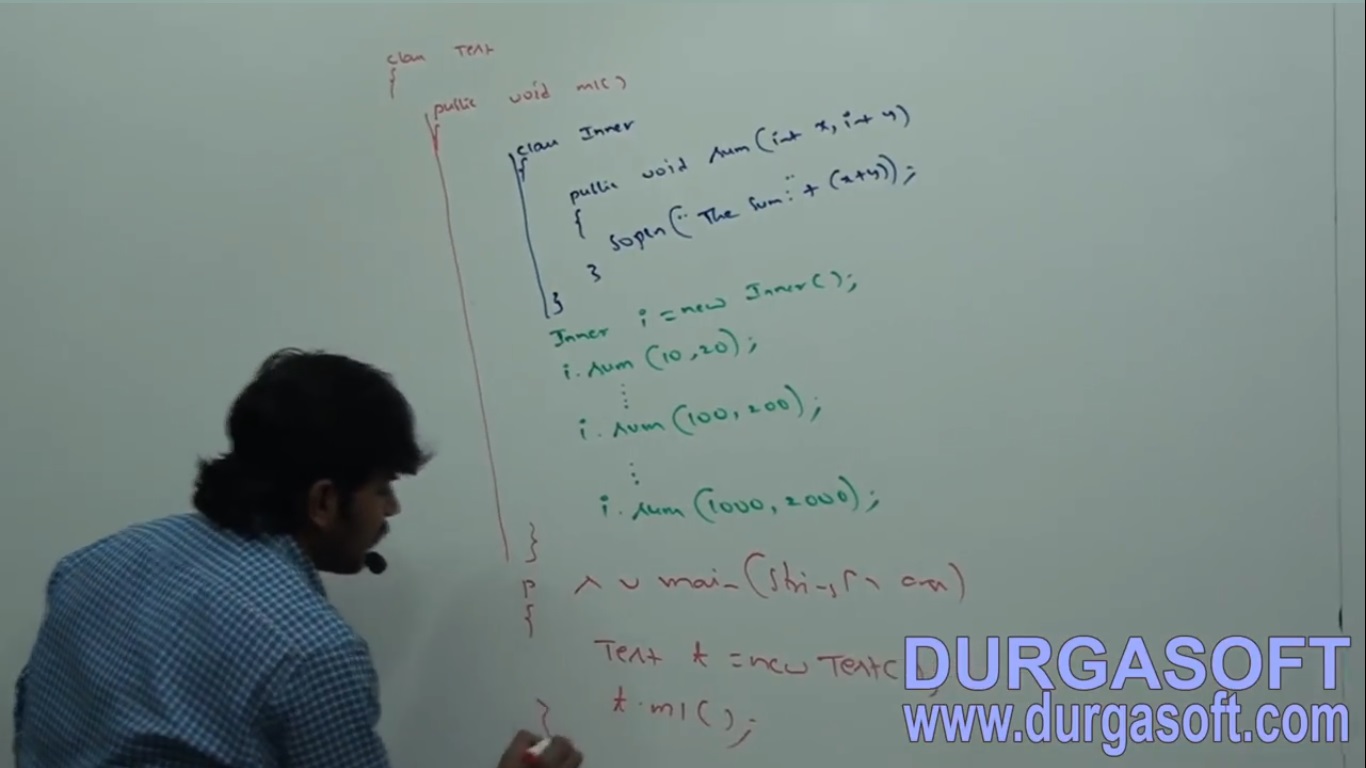 class Test
{
public void m1()
{
class Inner
{
public void sum(int x, int y)
{
sopln("The Sum:"+(x+y));
}
}
Inner i=new Inner();
i.sum(10,20);
⋮
i.sum(100,200);
⋮
i.sum(1000,2000);
}
p s v main(String[] args)
{
Test t=new Test();
t.m1();
}
DURGASOFT
www.durgasoft.com